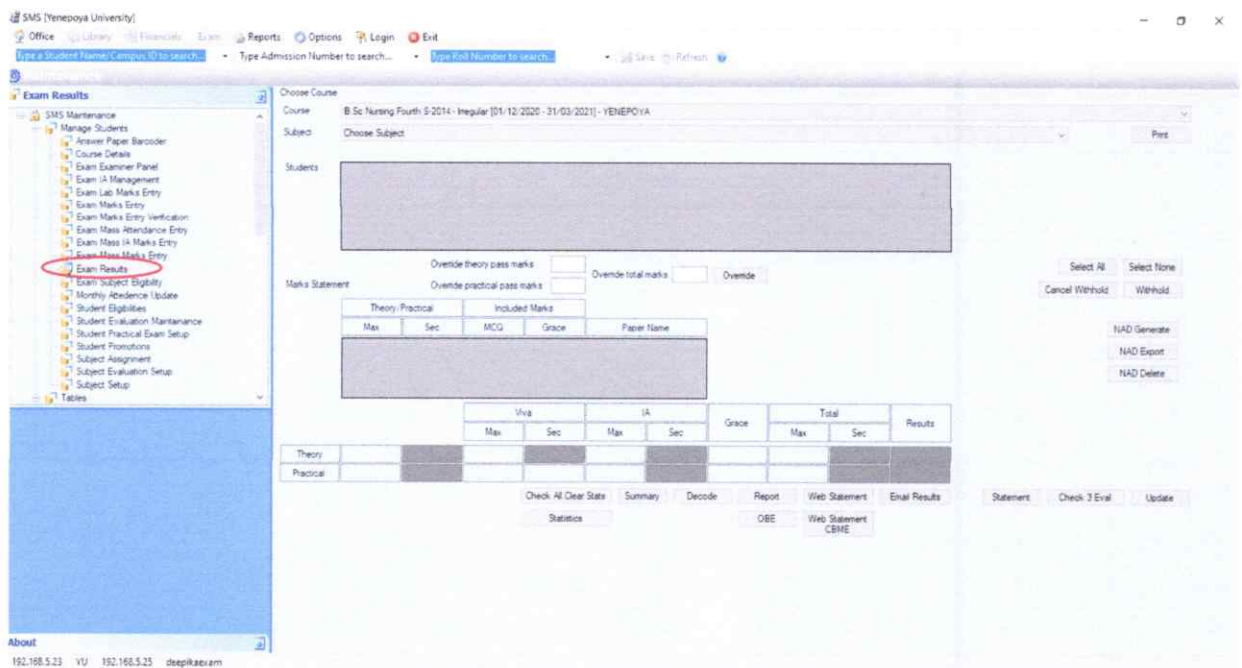 SMS [Yenepoya University]
Office Library Financials Exam Reports Options Login Exit
Type a Student Name/Campus ID to search... Type Admission Number to search... Type Roll Number to search... Save Refresh
Exam Results
SMS Maintenance
Manage Students
Answer Paper Barcoder
Course Details
Exam Examiner Panel
Exam IA Management
Exam Lab Marks Entry
Exam Marks Entry
Exam Marks Entry Verification
Exam Mass Attendance Entry
Exam Mass IA Marks Entry
Exam Mass Marks Entry
Exam Results
Exam Subject Eligibility
Monthly Attedence Update
Student Eligibilities
Student Evaluation Maintainance
Student Practical Exam Setup
Student Promotions
Subject Assignment
Subject Evaluation Setup
Subject Setup
Tables
Choose Course
Course B.Sc Nursing Fourth S-2014 - Irregular [01/12/2020 - 31/03/2021] - YENEPOYA
Subject Choose Subject Print
Students
Override theory pass marks Override total marks Override Select All Select None
Marks Statement Override practical pass marks Cancel Withhold Withhold
Theory/Practical Included Marks
Max Sec MCQ Grace Paper Name
NAD Generate
NAD Export
NAD Delete
Viva IA Grace Total Results
Max Sec Max Sec Max Sec
Theory
Practical
Check All Clear Stats Summary Decode Report Web Statement Email Results Statement Check 3 Eval Update
Statistics OBE Web Statement
CBME
About
192.168.5.23 YU 192.168.5.25 deepikaexam